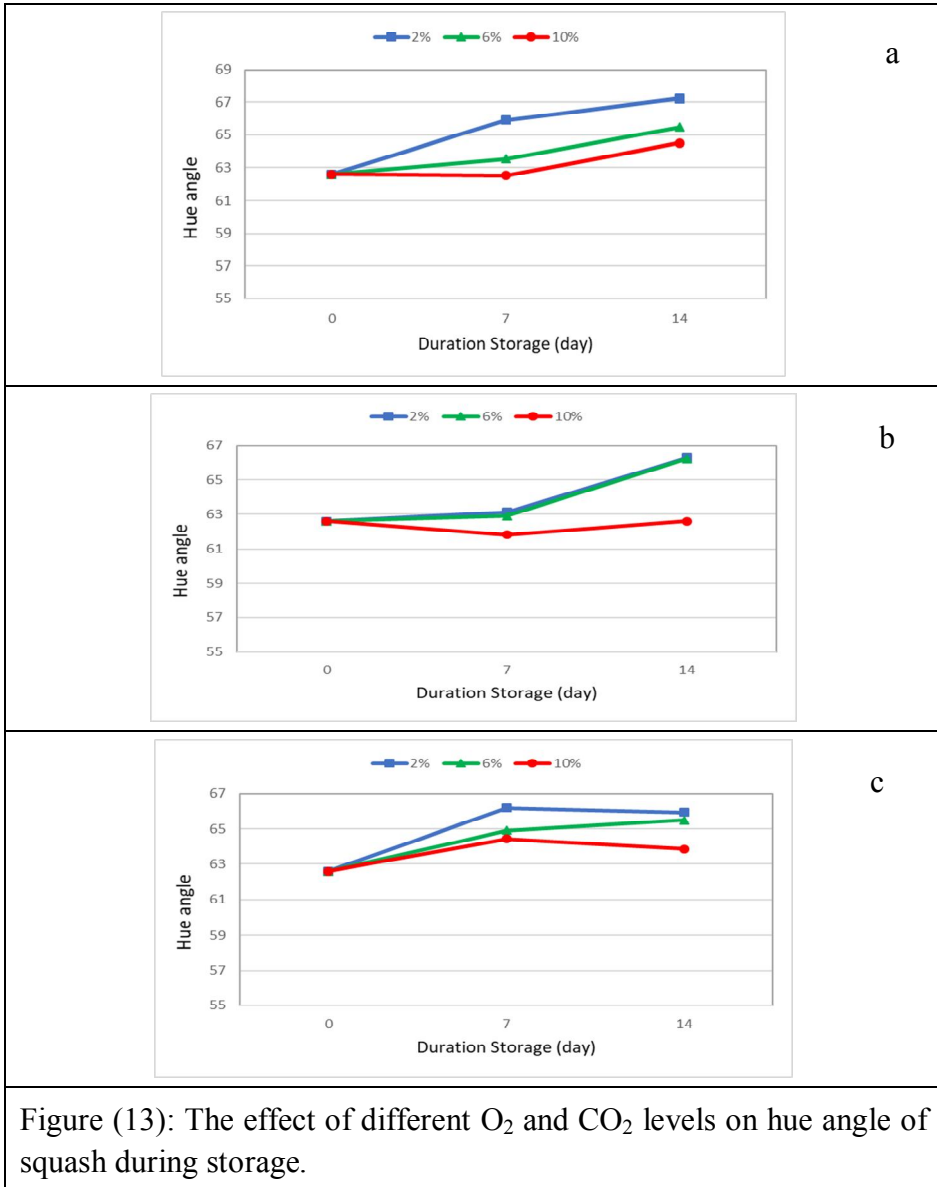 2% 6% 10%
a
69
67
65
63
61
59
57
55
Hue angle
0 7 14
Duration Storage (day)
2% 6% 10%
b
67
65
63
61
59
57
55
Hue angle
0 7 14
Duration Storage (day)
2% 6% 10%
c
67
65
63
61
59
57
55
Hue angle
0 7 14
Duration Storage (day)
Figure (13): The effect of different O₂ and CO₂ levels on hue angle of
squash during storage.